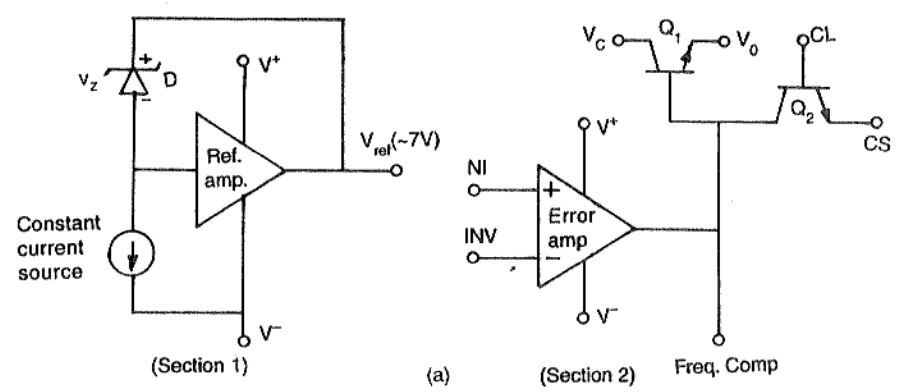 V_C
Q_1
V_0
CL
+
V_Z
D
−
V^+
Q_2
CS
Ref.
amp.
V_ref(~7V)
V^+
NI
+
Error
amp
INV
−
Constant
current
source
V^-
V^-
(Section 1)
(a)
(Section 2)
Freq. Comp